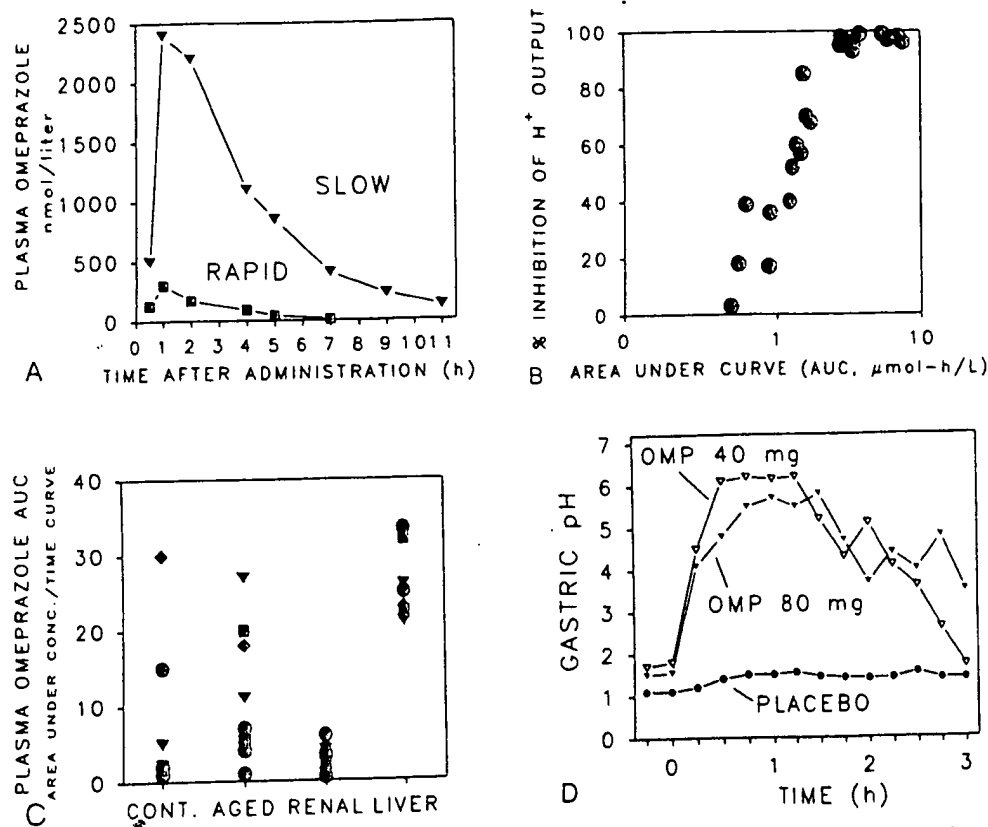 PLASMA OMEPRAZOLE
nmol/liter
2500
2000
1500
1000
500
0
SLOW
RAPID
0 1 2 3 4 5 6 7 8 9 10 11
TIME AFTER ADMINISTRATION (h)
A
% INHIBITION OF H+ OUTPUT
100
80
60
40
20
0
0 1 10
AREA UNDER CURVE (AUC, μmol-h/L)
B
PLASMA OMEPRAZOLE AUC
AREA UNDER CONC./TIME CURVE
40
30
20
10
0
CONT. AGED RENAL LIVER
C
GASTRIC pH
7
6
5
4
3
2
1
0
OMP 40 mg
OMP 80 mg
PLACEBO
0 1 2 3
TIME (h)
D